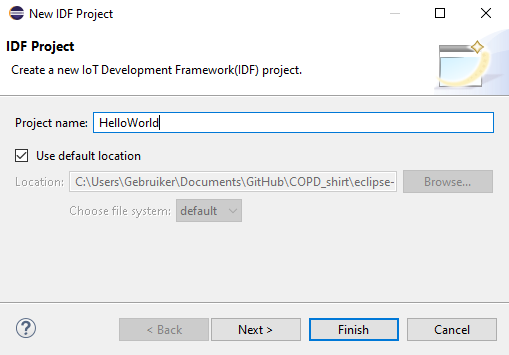 New IDF Project
IDF Project
Create a new IoT Development Framework(IDF) project.
Project name: HelloWorld
Use default location
Location: C:\Users\Gebruiker\Documents\GitHub\COPD_shirt\eclipse- Browse...
Choose file system: default
? < Back Next > Finish Cancel